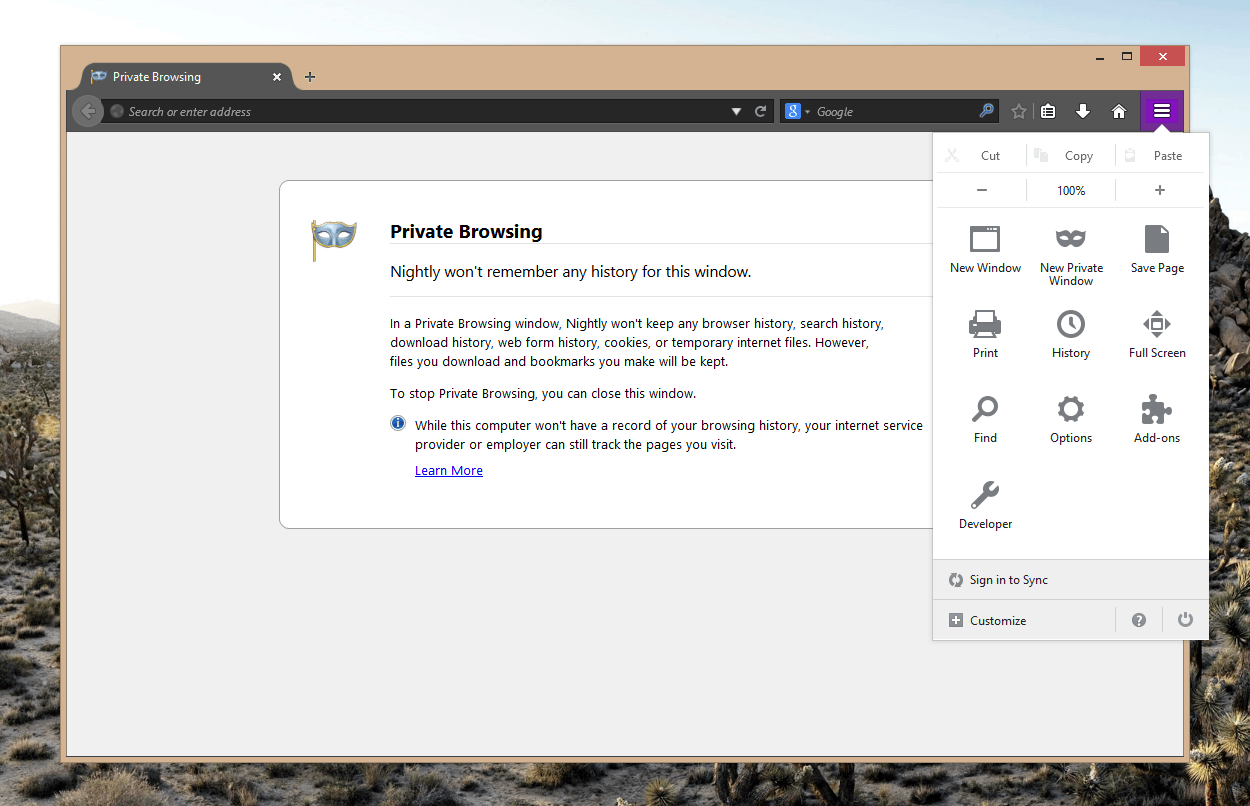 Private Browsing
Search or enter address
8 Google
Cut Copy Paste
− 100% +
Private Browsing
Nightly won't remember any history for this window.
In a Private Browsing window, Nightly won't keep any browser history, search history,
download history, web form history, cookies, or temporary internet files. However,
files you download and bookmarks you make will be kept.
To stop Private Browsing, you can close this window.
While this computer won't have a record of your browsing history, your internet service
provider or employer can still track the pages you visit.
Learn More
New Window
New Private
Window
Save Page
Print
History
Full Screen
Find
Options
Add-ons
Developer
Sign in to Sync
Customize